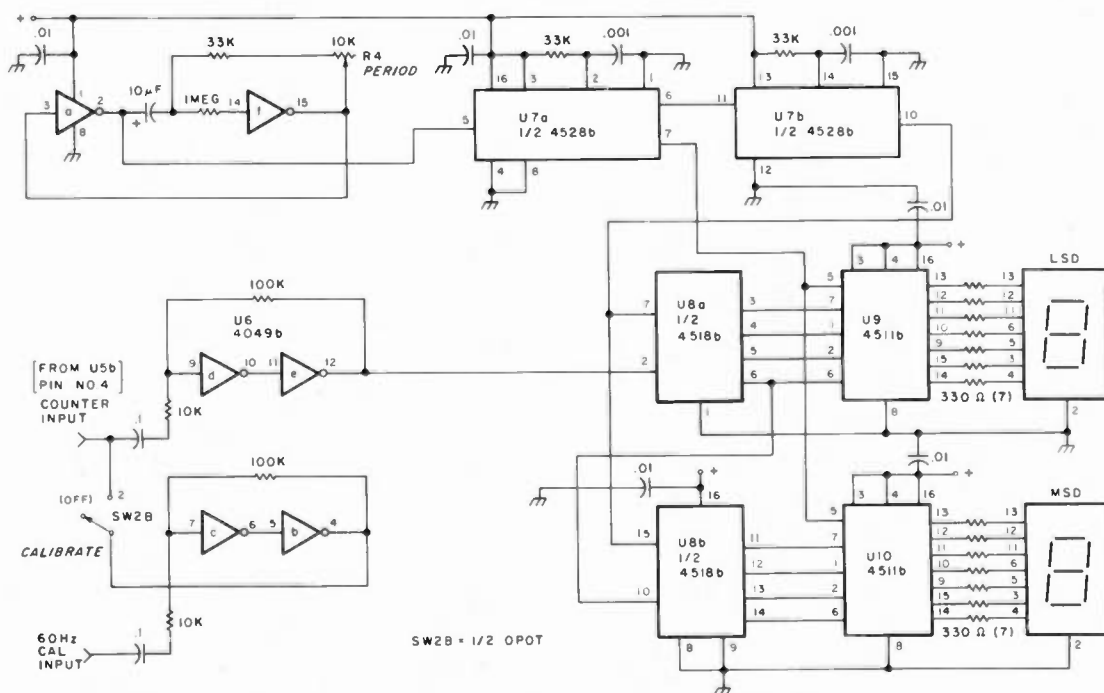 +
.01
33K
10K
R4
PERIOD
10µF
1MEG
3
a
1
2
8
+
14
f
15
.01
33K
.001
16
3
2
1
5
U7a
1/2 4528b
6
7
4
8
33K
.001
13
14
15
11
U7b
1/2 4528b
10
12
.01
+
100K
U6
4049b
9
d
10
11
e
12
[FROM U5b]
PIN NO.4
COUNTER
INPUT
.1
10K
100K
(OFF)
2
SW2B
CALIBRATE
7
c
6
5
b
4
10K
60Hz
CAL
INPUT
.1
SW2B = 1/2 DPDT
7
2
U8a
1/2
4518b
3
4
5
6
1
3
4
16
5
7
1
2
6
U9
4511b
8
13
12
11
10
9
15
14
330Ω (7)
LSD
13
12
11
6
5
3
4
2
.01
+
16
15
10
U8b
1/2
4518b
11
12
13
14
8
9
.01
+
3
4
16
5
7
1
2
6
U10
4511b
8
13
12
11
10
9
15
14
330Ω (7)
MSD
13
12
11
6
5
3
4
2